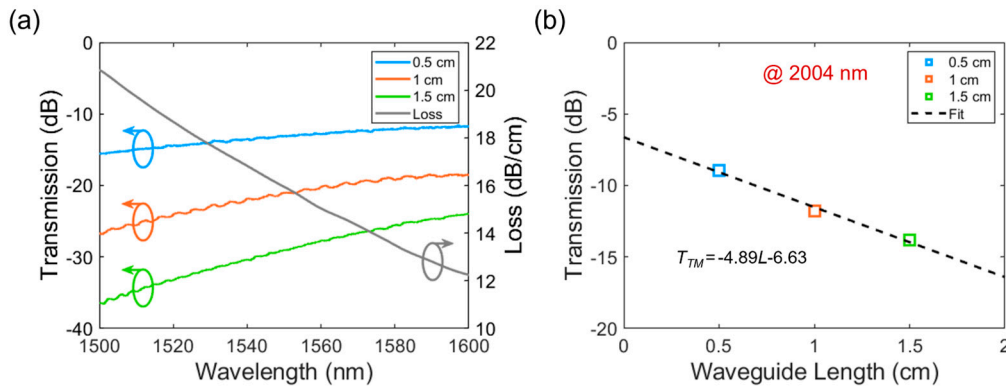 (a)
Transmission (dB)
0
-10
-20
-30
-40
1500
1520
1540
1560
1580
1600
Wavelength (nm)
22
20
18
16
14
12
10
Loss (dB/cm)
0.5 cm
1 cm
1.5 cm
Loss
(b)
Transmission (dB)
0
-5
-10
-15
-20
0
0.5
1
1.5
2
Waveguide Length (cm)
@ 2004 nm
0.5 cm
1 cm
1.5 cm
Fit
T_TM = -4.89L-6.63